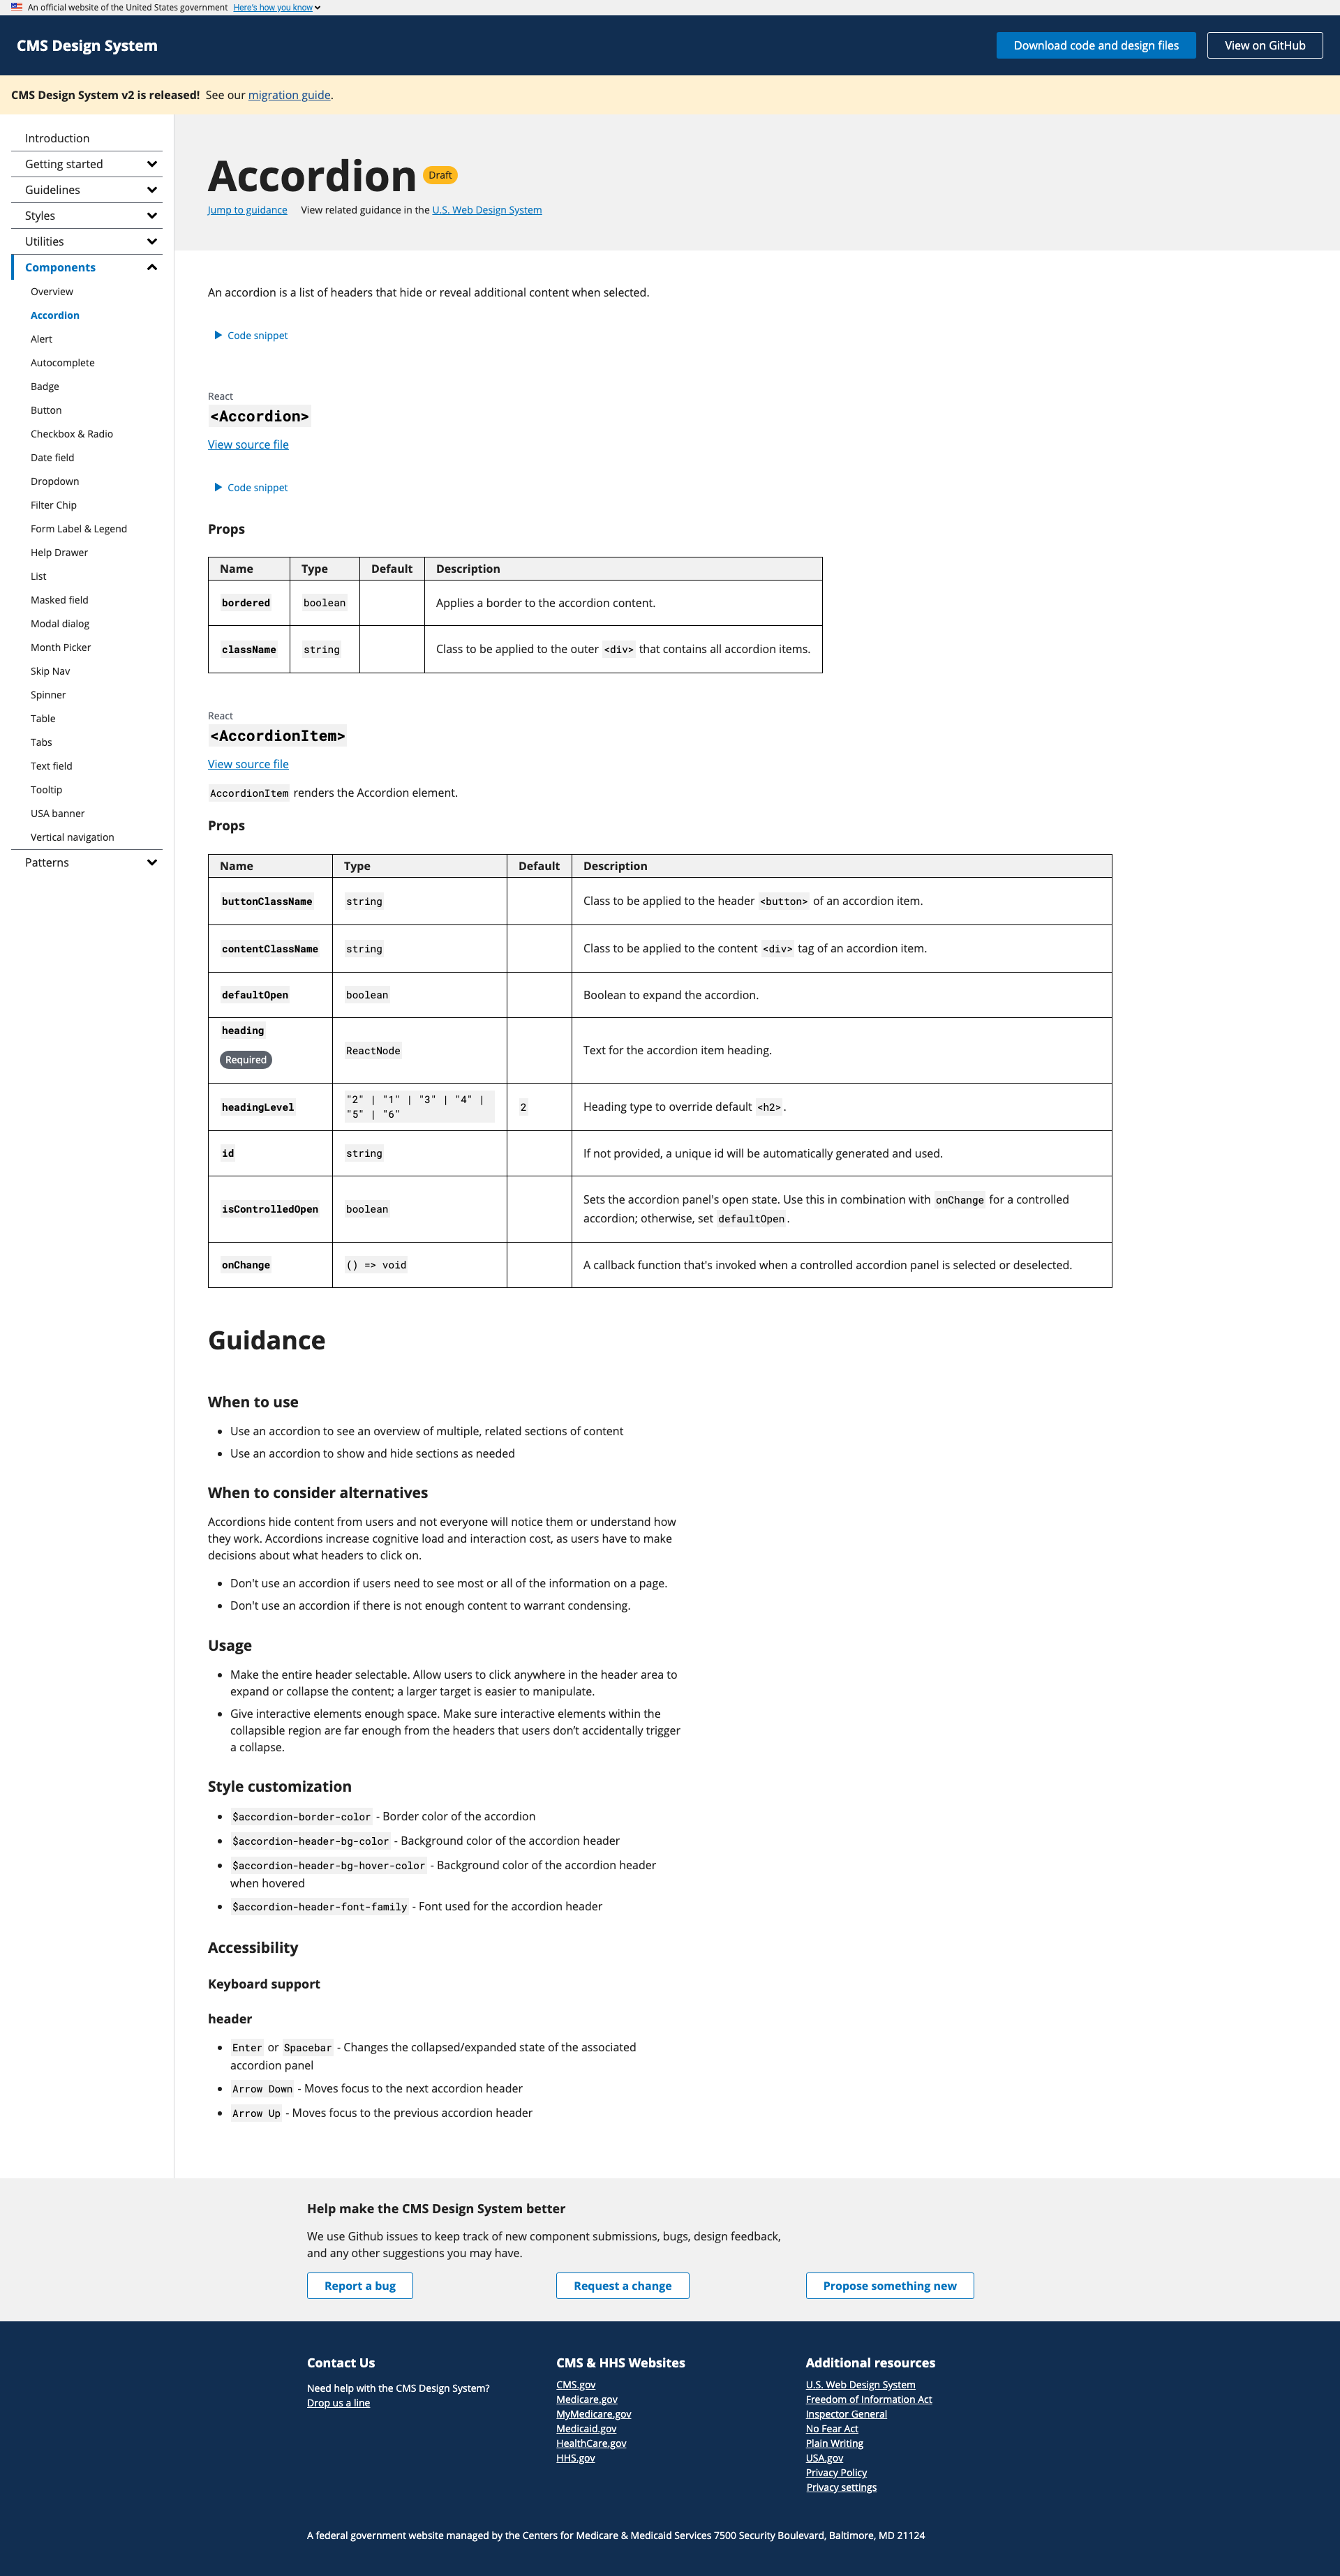 An official website of the United States government Here's how you know
CMS Design System
Download code and design files
View on GitHub
CMS Design System v2 is released! See our migration guide.
Introduction
Getting started
Guidelines
Styles
Utilities
Components
Overview
Accordion
Alert
Autocomplete
Badge
Button
Checkbox & Radio
Date field
Dropdown
Filter Chip
Form Label & Legend
Help Drawer
List
Masked field
Modal dialog
Month Picker
Skip Nav
Spinner
Table
Tabs
Text field
Tooltip
USA banner
Vertical navigation
Patterns
Accordion Draft
Jump to guidance View related guidance in the U.S. Web Design System
An accordion is a list of headers that hide or reveal additional content when selected.
Code snippet
React
<Accordion>
View source file
Code snippet
Props
Name Type Default Description
bordered boolean Applies a border to the accordion content.
className string Class to be applied to the outer <div> that contains all accordion items.
React
<AccordionItem>
View source file
AccordionItem renders the Accordion element.
Props
Name Type Default Description
buttonClassName string Class to be applied to the header <button> of an accordion item.
contentClassName string Class to be applied to the content <div> tag of an accordion item.
defaultOpen boolean Boolean to expand the accordion.
heading
Required
ReactNode Text for the accordion item heading.
headingLevel
"2" | "1" | "3" | "4" |
"5" | "6"
2 Heading type to override default <h2>.
id string If not provided, a unique id will be automatically generated and used.
isControlledOpen boolean
Sets the accordion panel's open state. Use this in combination with onChange for a controlled
accordion; otherwise, set defaultOpen.
onChange () => void A callback function that's invoked when a controlled accordion panel is selected or deselected.
Guidance
When to use
• Use an accordion to see an overview of multiple, related sections of content
• Use an accordion to show and hide sections as needed
When to consider alternatives
Accordions hide content from users and not everyone will notice them or understand how
they work. Accordions increase cognitive load and interaction cost, as users have to make
decisions about what headers to click on.
• Don't use an accordion if users need to see most or all of the information on a page.
• Don't use an accordion if there is not enough content to warrant condensing.
Usage
• Make the entire header selectable. Allow users to click anywhere in the header area to
expand or collapse the content; a larger target is easier to manipulate.
• Give interactive elements enough space. Make sure interactive elements within the
collapsible region are far enough from the headers that users don’t accidentally trigger
a collapse.
Style customization
• $accordion-border-color - Border color of the accordion
• $accordion-header-bg-color - Background color of the accordion header
• $accordion-header-bg-hover-color - Background color of the accordion header
when hovered
• $accordion-header-font-family - Font used for the accordion header
Accessibility
Keyboard support
header
• Enter or Spacebar - Changes the collapsed/expanded state of the associated
accordion panel
• Arrow Down - Moves focus to the next accordion header
• Arrow Up - Moves focus to the previous accordion header
Help make the CMS Design System better
We use Github issues to keep track of new component submissions, bugs, design feedback,
and any other suggestions you may have.
Report a bug
Request a change
Propose something new
Contact Us
Need help with the CMS Design System?
Drop us a line
CMS & HHS Websites
CMS.gov
Medicare.gov
MyMedicare.gov
Medicaid.gov
HealthCare.gov
HHS.gov
Additional resources
U.S. Web Design System
Freedom of Information Act
Inspector General
No Fear Act
Plain Writing
USA.gov
Privacy Policy
Privacy settings
A federal government website managed by the Centers for Medicare & Medicaid Services 7500 Security Boulevard, Baltimore, MD 21124